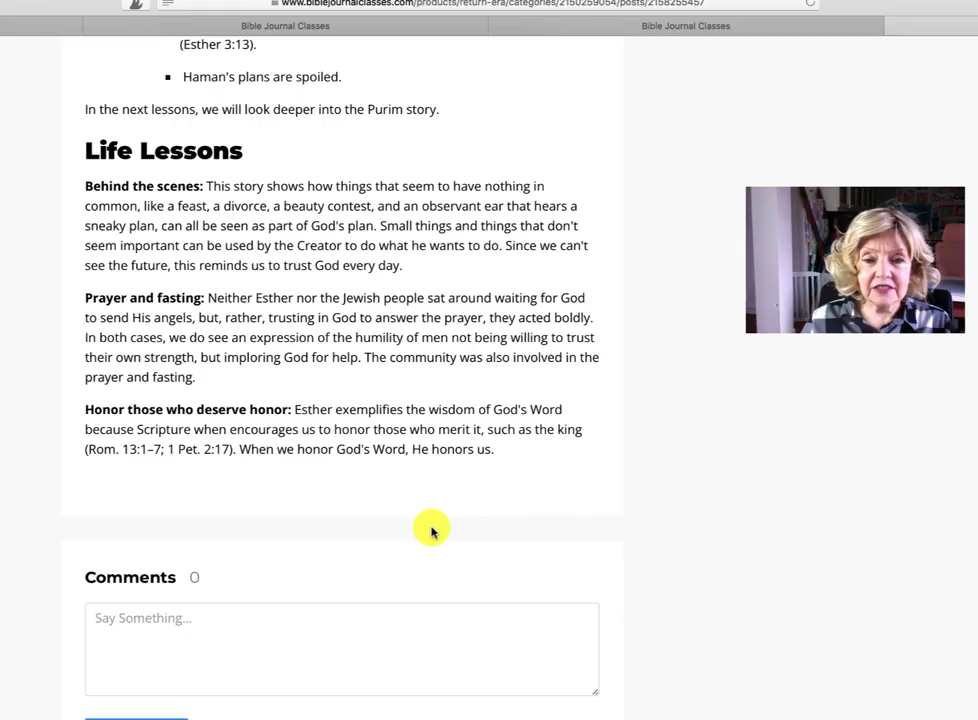 www.biblejournalclasses.com/products/return-era/categories/2150259054/posts/2158255457
Bible Journal Classes
Bible Journal Classes
(Esther 3:13).
▪ Haman's plans are spoiled.
In the next lessons, we will look deeper into the Purim story.
Life Lessons
Behind the scenes: This story shows how things that seem to have nothing in
common, like a feast, a divorce, a beauty contest, and an observant ear that hears a
sneaky plan, can all be seen as part of God's plan. Small things and things that don't
seem important can be used by the Creator to do what he wants to do. Since we can't
see the future, this reminds us to trust God every day.
Prayer and fasting: Neither Esther nor the Jewish people sat around waiting for God
to send His angels, but, rather, trusting in God to answer the prayer, they acted boldly.
In both cases, we do see an expression of the humility of men not being willing to trust
their own strength, but imploring God for help. The community was also involved in the
prayer and fasting.
Honor those who deserve honor: Esther exemplifies the wisdom of God's Word
because Scripture when encourages us to honor those who merit it, such as the king
(Rom. 13:1–7; 1 Pet. 2:17). When we honor God's Word, He honors us.
Comments 0
Say Something...